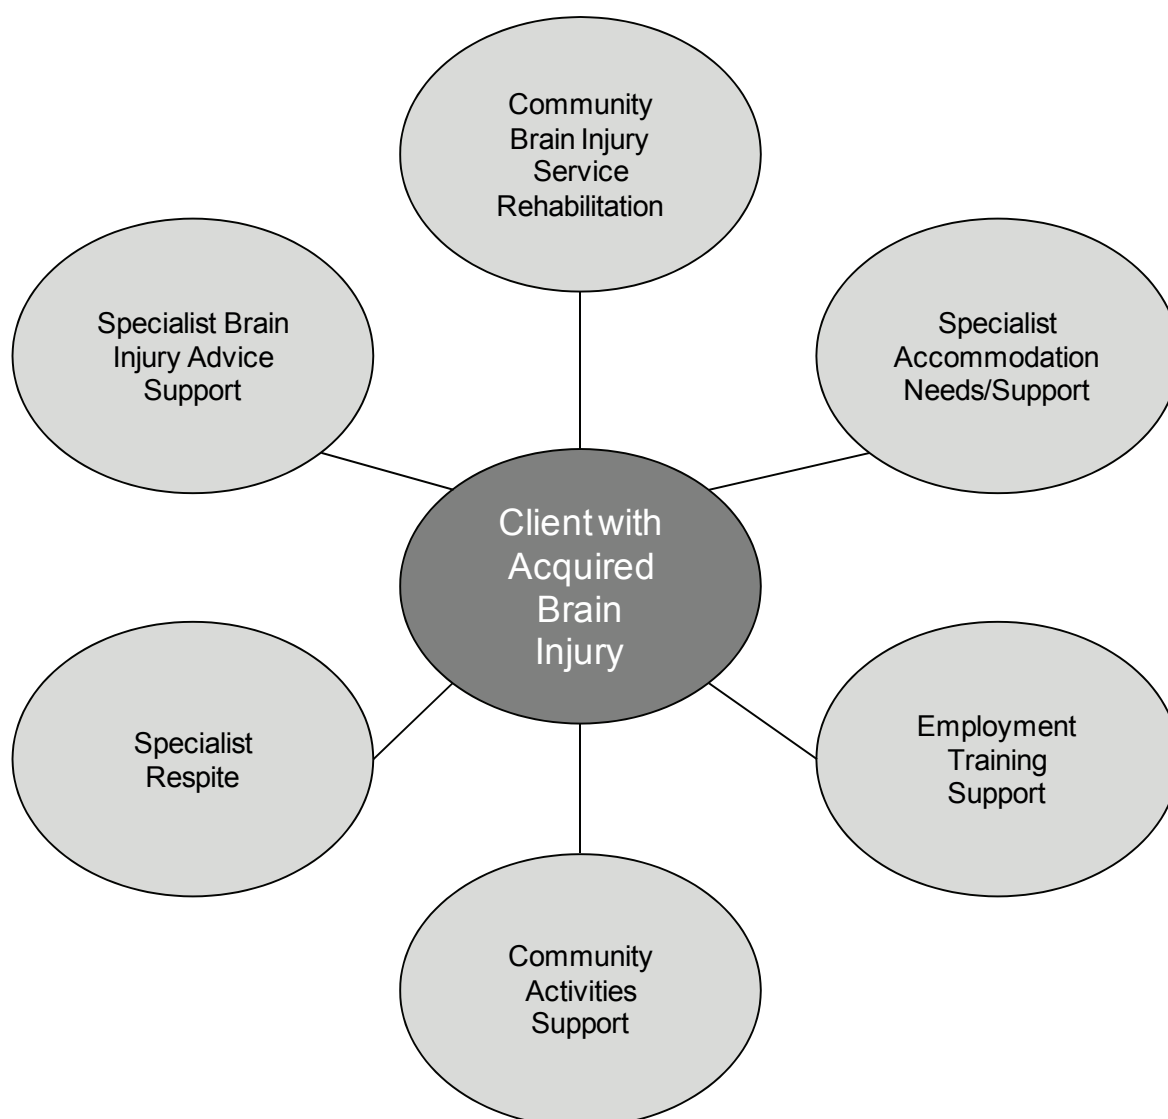 Community
Brain Injury
Service
Rehabilitation
Specialist Brain
Injury Advice
Support
Specialist
Accommodation
Needs/Support
Client with
Acquired
Brain
Injury
Specialist
Respite
Employment
Training
Support
Community
Activities
Support